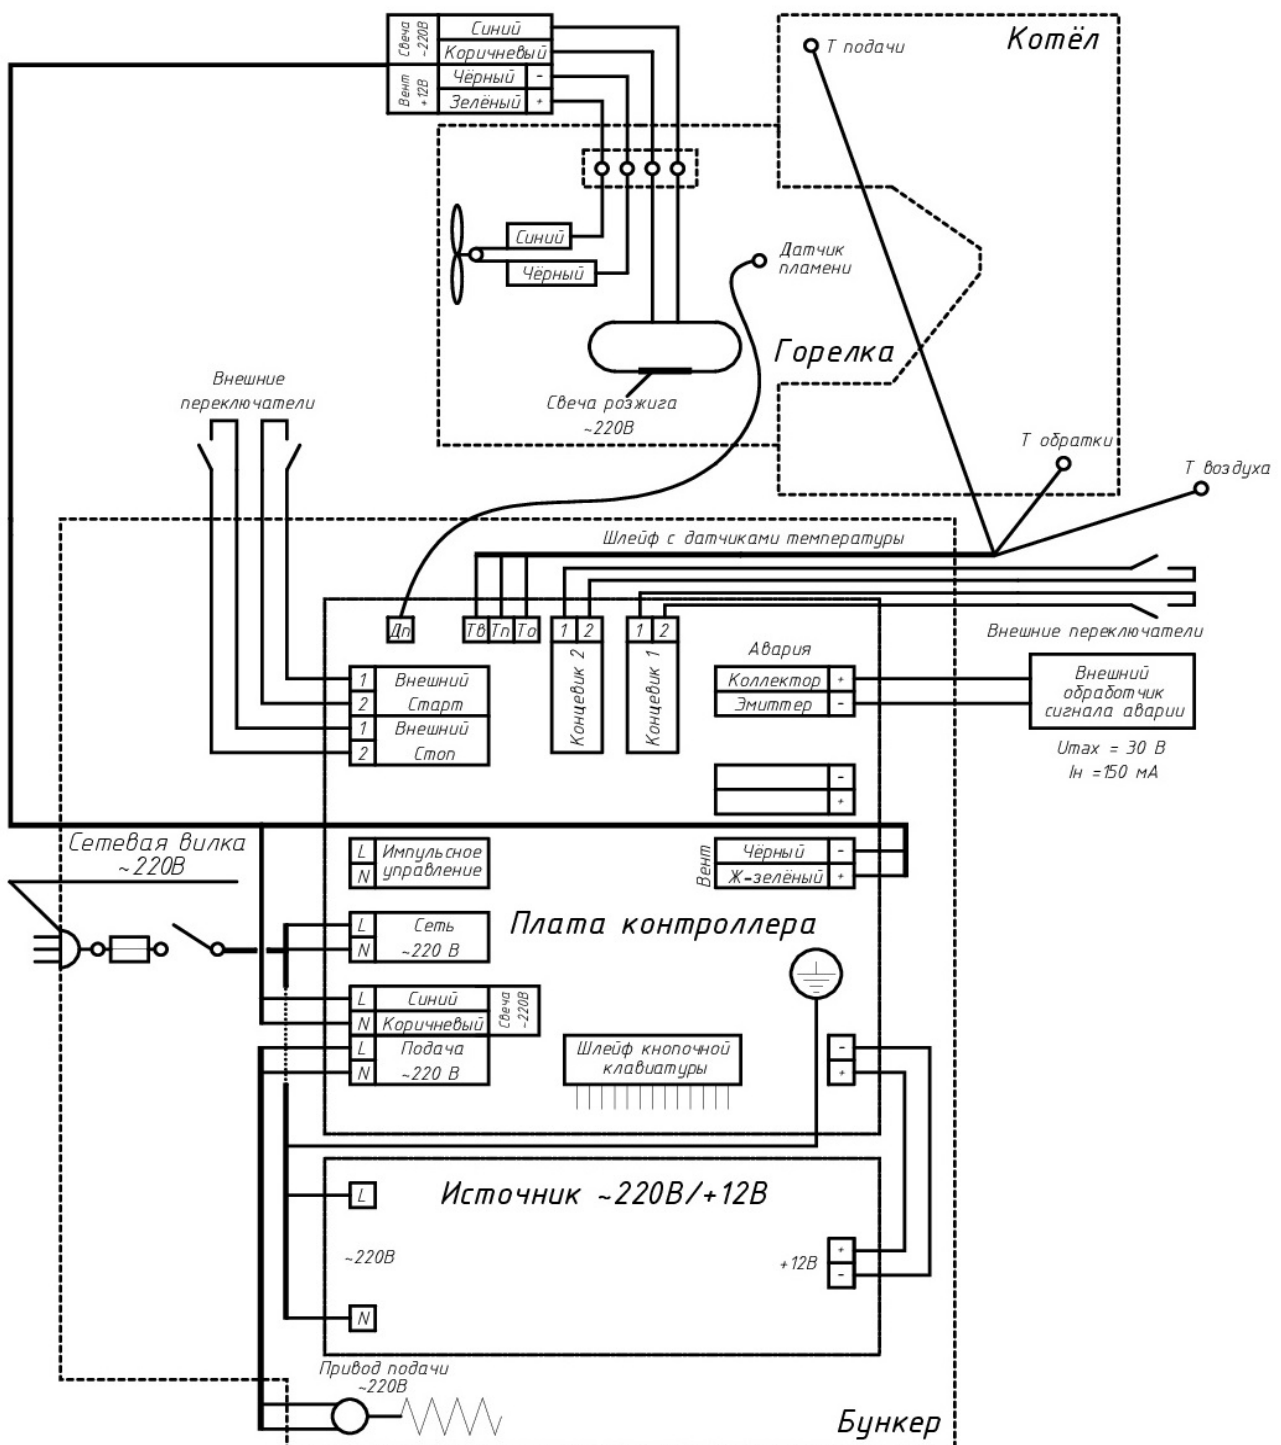 Свеча
~220В
Синий
Коричневый
Вент
+12В
Чёрный -
Зелёный +
Котёл
Т подачи
Синий
Чёрный
Датчик
пламени
Горелка
Свеча розжига
~220В
Внешние
переключатели
Т обратки
Т воздуха
Шлейф с датчиками температуры
Дп
Тв Тп То
1 2
Концевик 2
1 2
Концевик 1
Внешние переключатели
Авария
Коллектор +
Эмиттер -
Внешний
обработчик
сигнала аварии
Umax = 30 В
Iн =150 мА
1 Внешний
2 Старт
1 Внешний
2 Стоп
-
+
Сетевая вилка
~220В
L Импульсное
N управление
Вент
Чёрный -
Ж-зелёный +
L Сеть
N ~220 В
Плата контроллера
L Синий
N Коричневый
Свеча
~220В
L Подача
N ~220 В
Шлейф кнопочной
клавиатуры
-
+
Источник ~220В/+12В
L
~220В
N
+12В
+
-
Привод подачи
~220В
Бункер